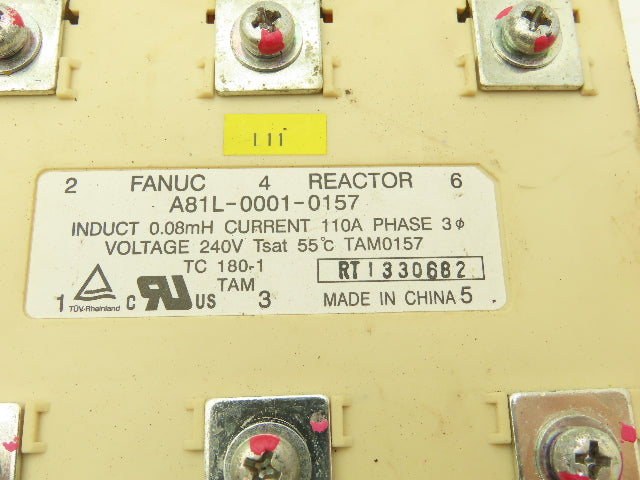 111
2 FANUC 4 REACTOR 6
A81L-0001-0157
INDUCT 0.08mH CURRENT 110A PHASE 3φ
VOLTAGE 240V Tsat 55℃ TAM0157
TC 180-1 RT1330682
TAM
1 TÜV-Rheinland c RU US 3 MADE IN CHINA 5